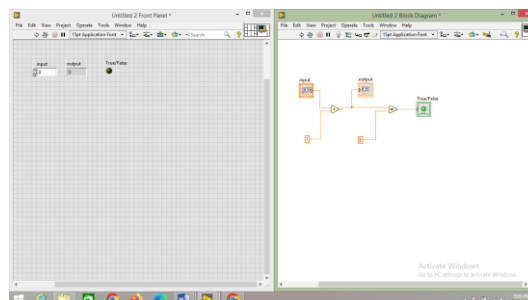 Untitled 2 Front Panel *
File Edit View Project Operate Tools Window Help
15pt Application Font
Search
input
output
True/False
0
0
Untitled 2 Block Diagram *
File Edit View Project Operate Tools Window Help
15pt Application Font
input
output
True/False
Activate Windows
Go to PC settings to activate Windows.